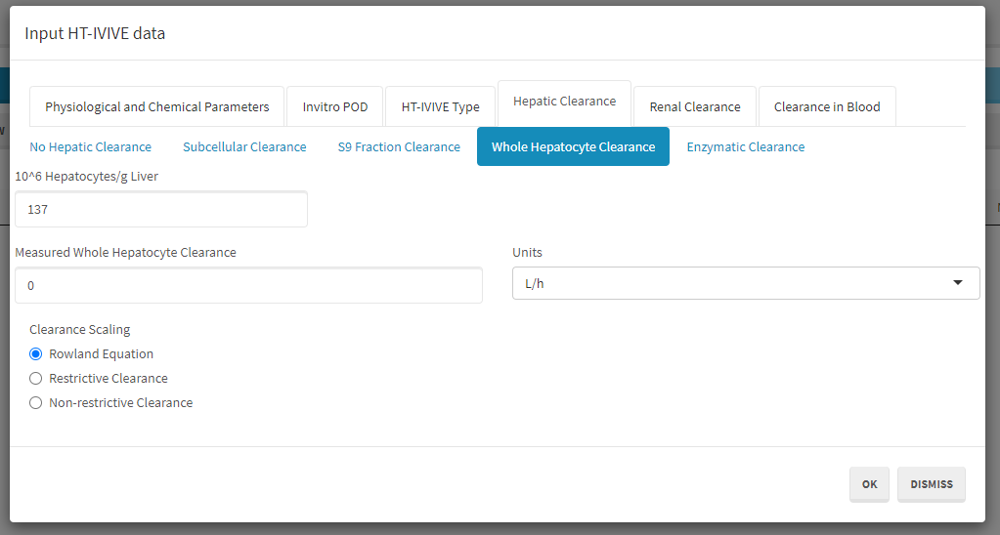 Input HT-IVIVE data
Physiological and Chemical Parameters Invitro POD HT-IVIVE Type Hepatic Clearance Renal Clearance Clearance in Blood
No Hepatic Clearance Subcellular Clearance S9 Fraction Clearance Whole Hepatocyte Clearance Enzymatic Clearance
10^6 Hepatocytes/g Liver
137
Measured Whole Hepatocyte Clearance Units
0 L/h
Clearance Scaling
Rowland Equation
Restrictive Clearance
Non-restrictive Clearance
OK DISMISS